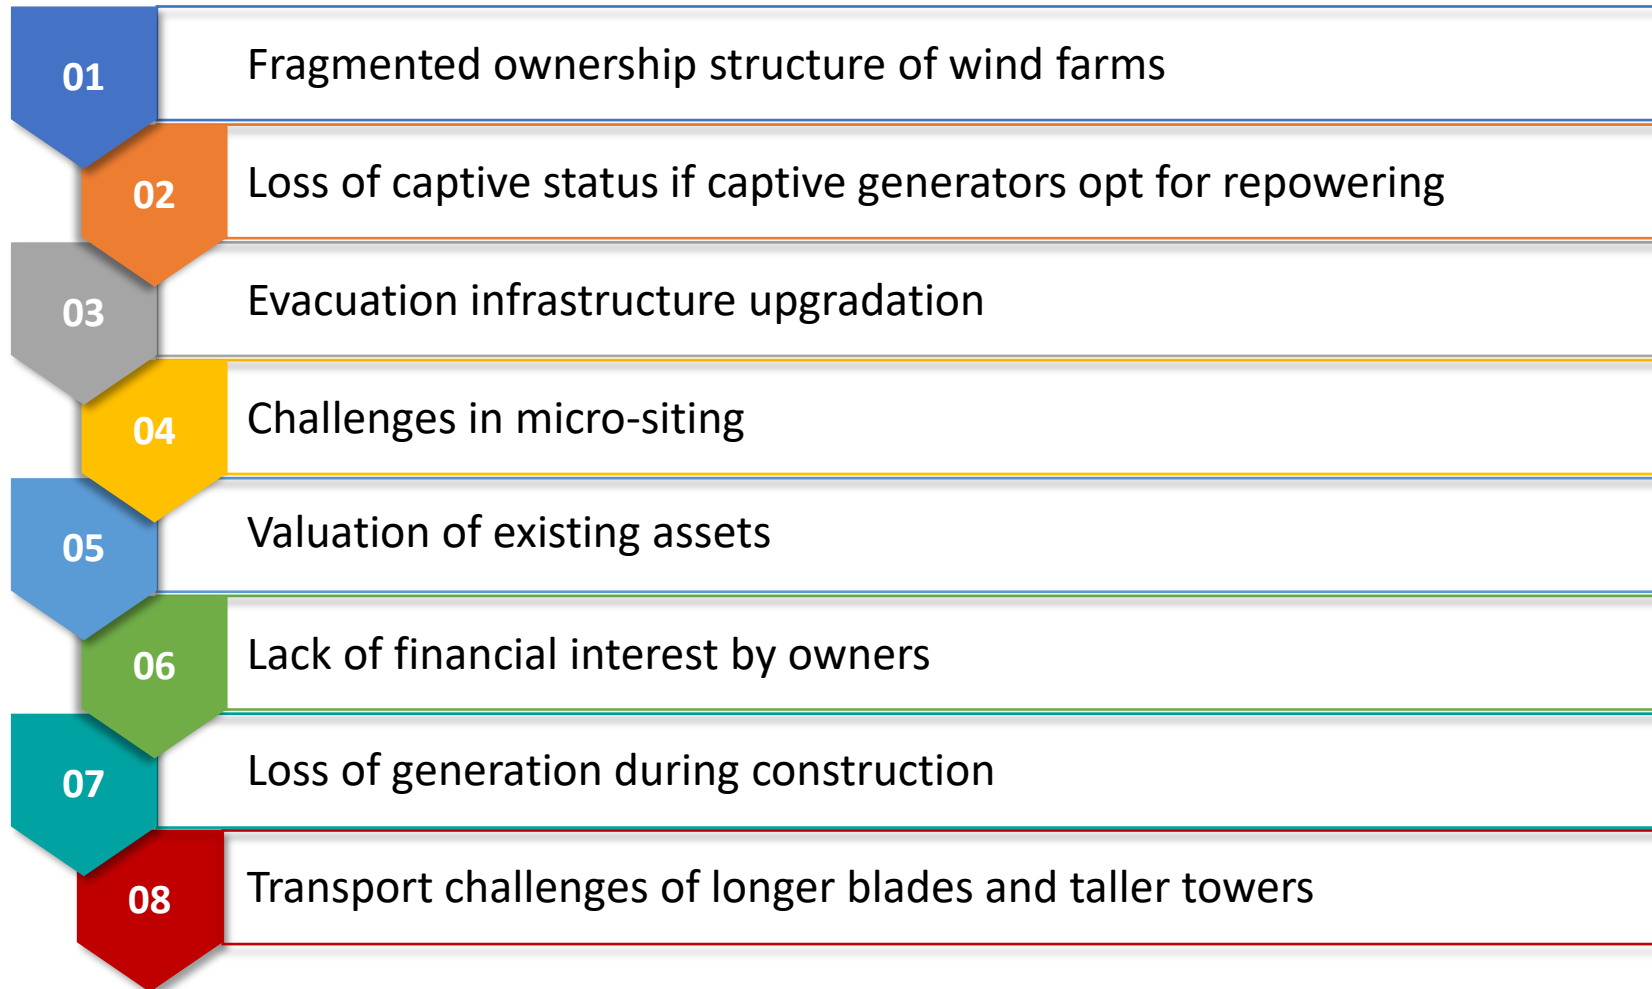 01
Fragmented ownership structure of wind farms
02
Loss of captive status if captive generators opt for repowering
03
Evacuation infrastructure upgradation
04
Challenges in micro-siting
05
Valuation of existing assets
06
Lack of financial interest by owners
07
Loss of generation during construction
08
Transport challenges of longer blades and taller towers